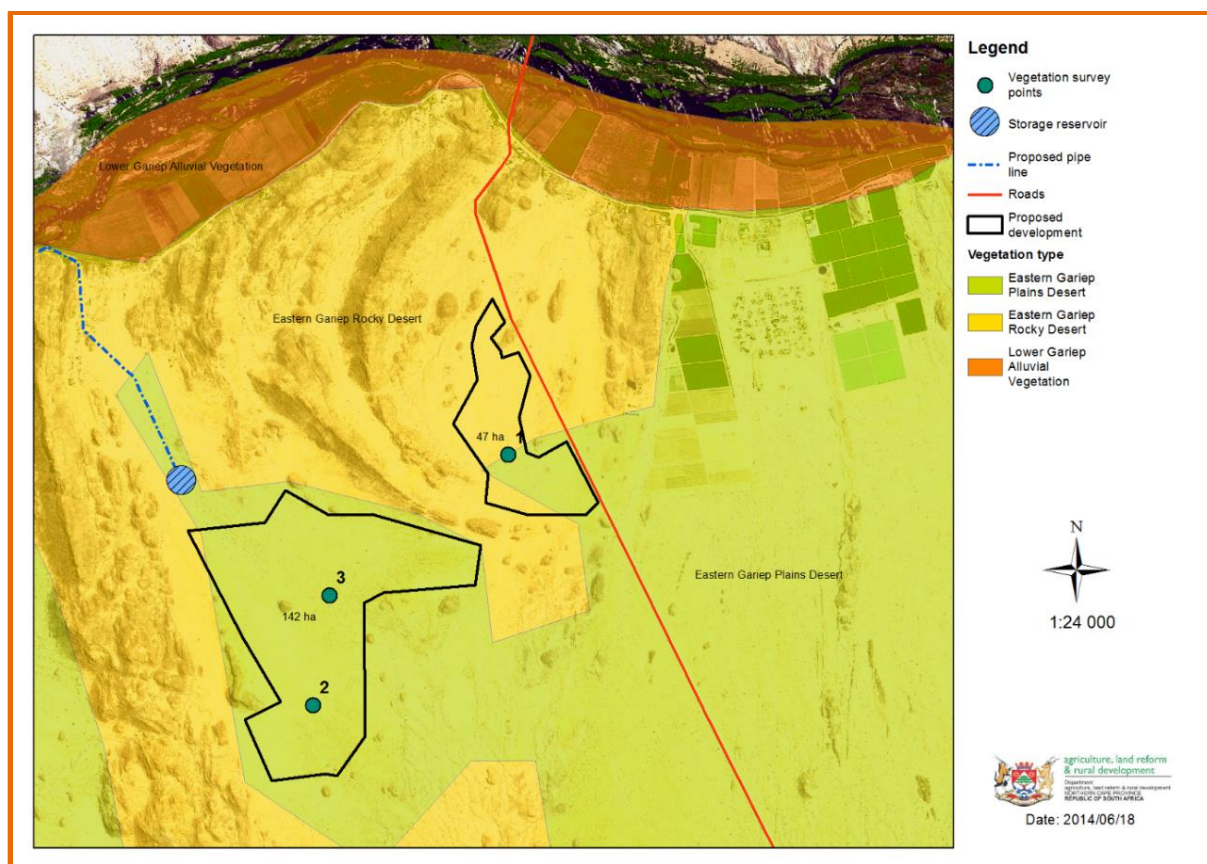 Lower Gariep Alluvial Vegetation
Eastern Gariep Rocky Desert
47 ha
1
3
142 ha
2
Eastern Gariep Plains Desert
Legend
Vegetation survey
points
Storage reservoir
Proposed pipe
line
Roads
Proposed
development
Vegetation type
Eastern Gariep
Plains Desert
Eastern Gariep
Rocky Desert
Lower Gariep
Alluvial
Vegetation
N
1:24 000
agriculture, land reform
& rural development
Department:
agriculture, land reform & rural development
NORTHERN CAPE PROVINCE
REPUBLIC OF SOUTH AFRICA
Date: 2014/06/18